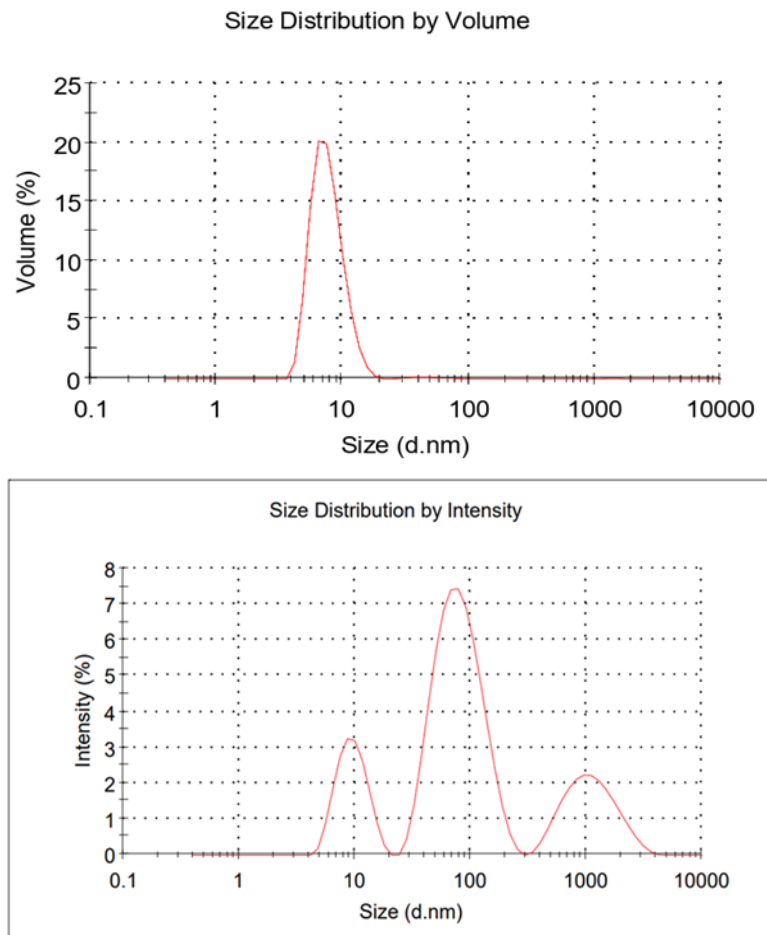 Size Distribution by Volume
25
20
15
10
5
0
Volume (%)
0.1 1 10 100 1000 10000
Size (d.nm)
Size Distribution by Intensity
8
7
6
5
4
3
2
1
0
Intensity (%)
0.1 1 10 100 1000 10000
Size (d.nm)